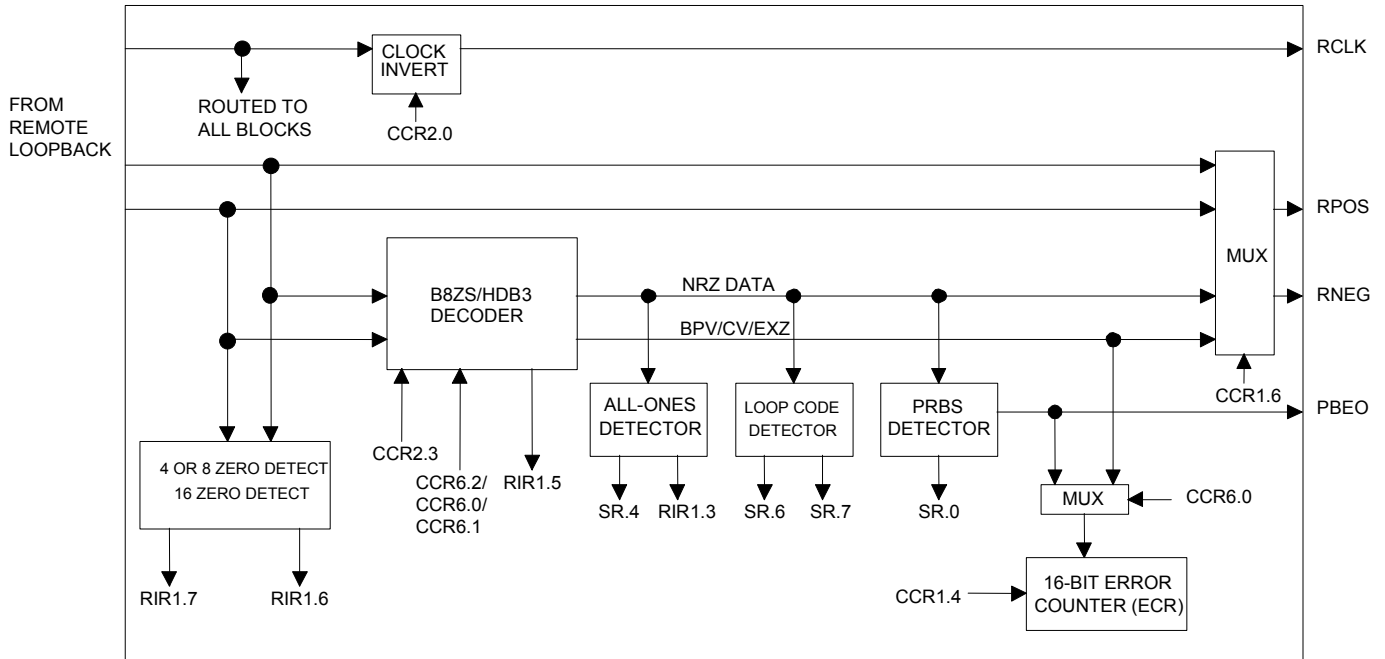 CLOCK
INVERT
RCLK
FROM
REMOTE
LOOPBACK
ROUTED TO
ALL BLOCKS
CCR2.0
RPOS
MUX
B8ZS/HDB3
DECODER
NRZ DATA
RNEG
BPV/CV/EXZ
ALL-ONES
DETECTOR
LOOP CODE
DETECTOR
PRBS
DETECTOR
CCR1.6
PBEO
4 OR 8 ZERO DETECT
16 ZERO DETECT
CCR2.3
CCR6.2/
CCR6.0/
CCR6.1
RIR1.5
SR.4
RIR1.3
SR.6
SR.7
SR.0
MUX
CCR6.0
RIR1.7
RIR1.6
CCR1.4
16-BIT ERROR
COUNTER (ECR)